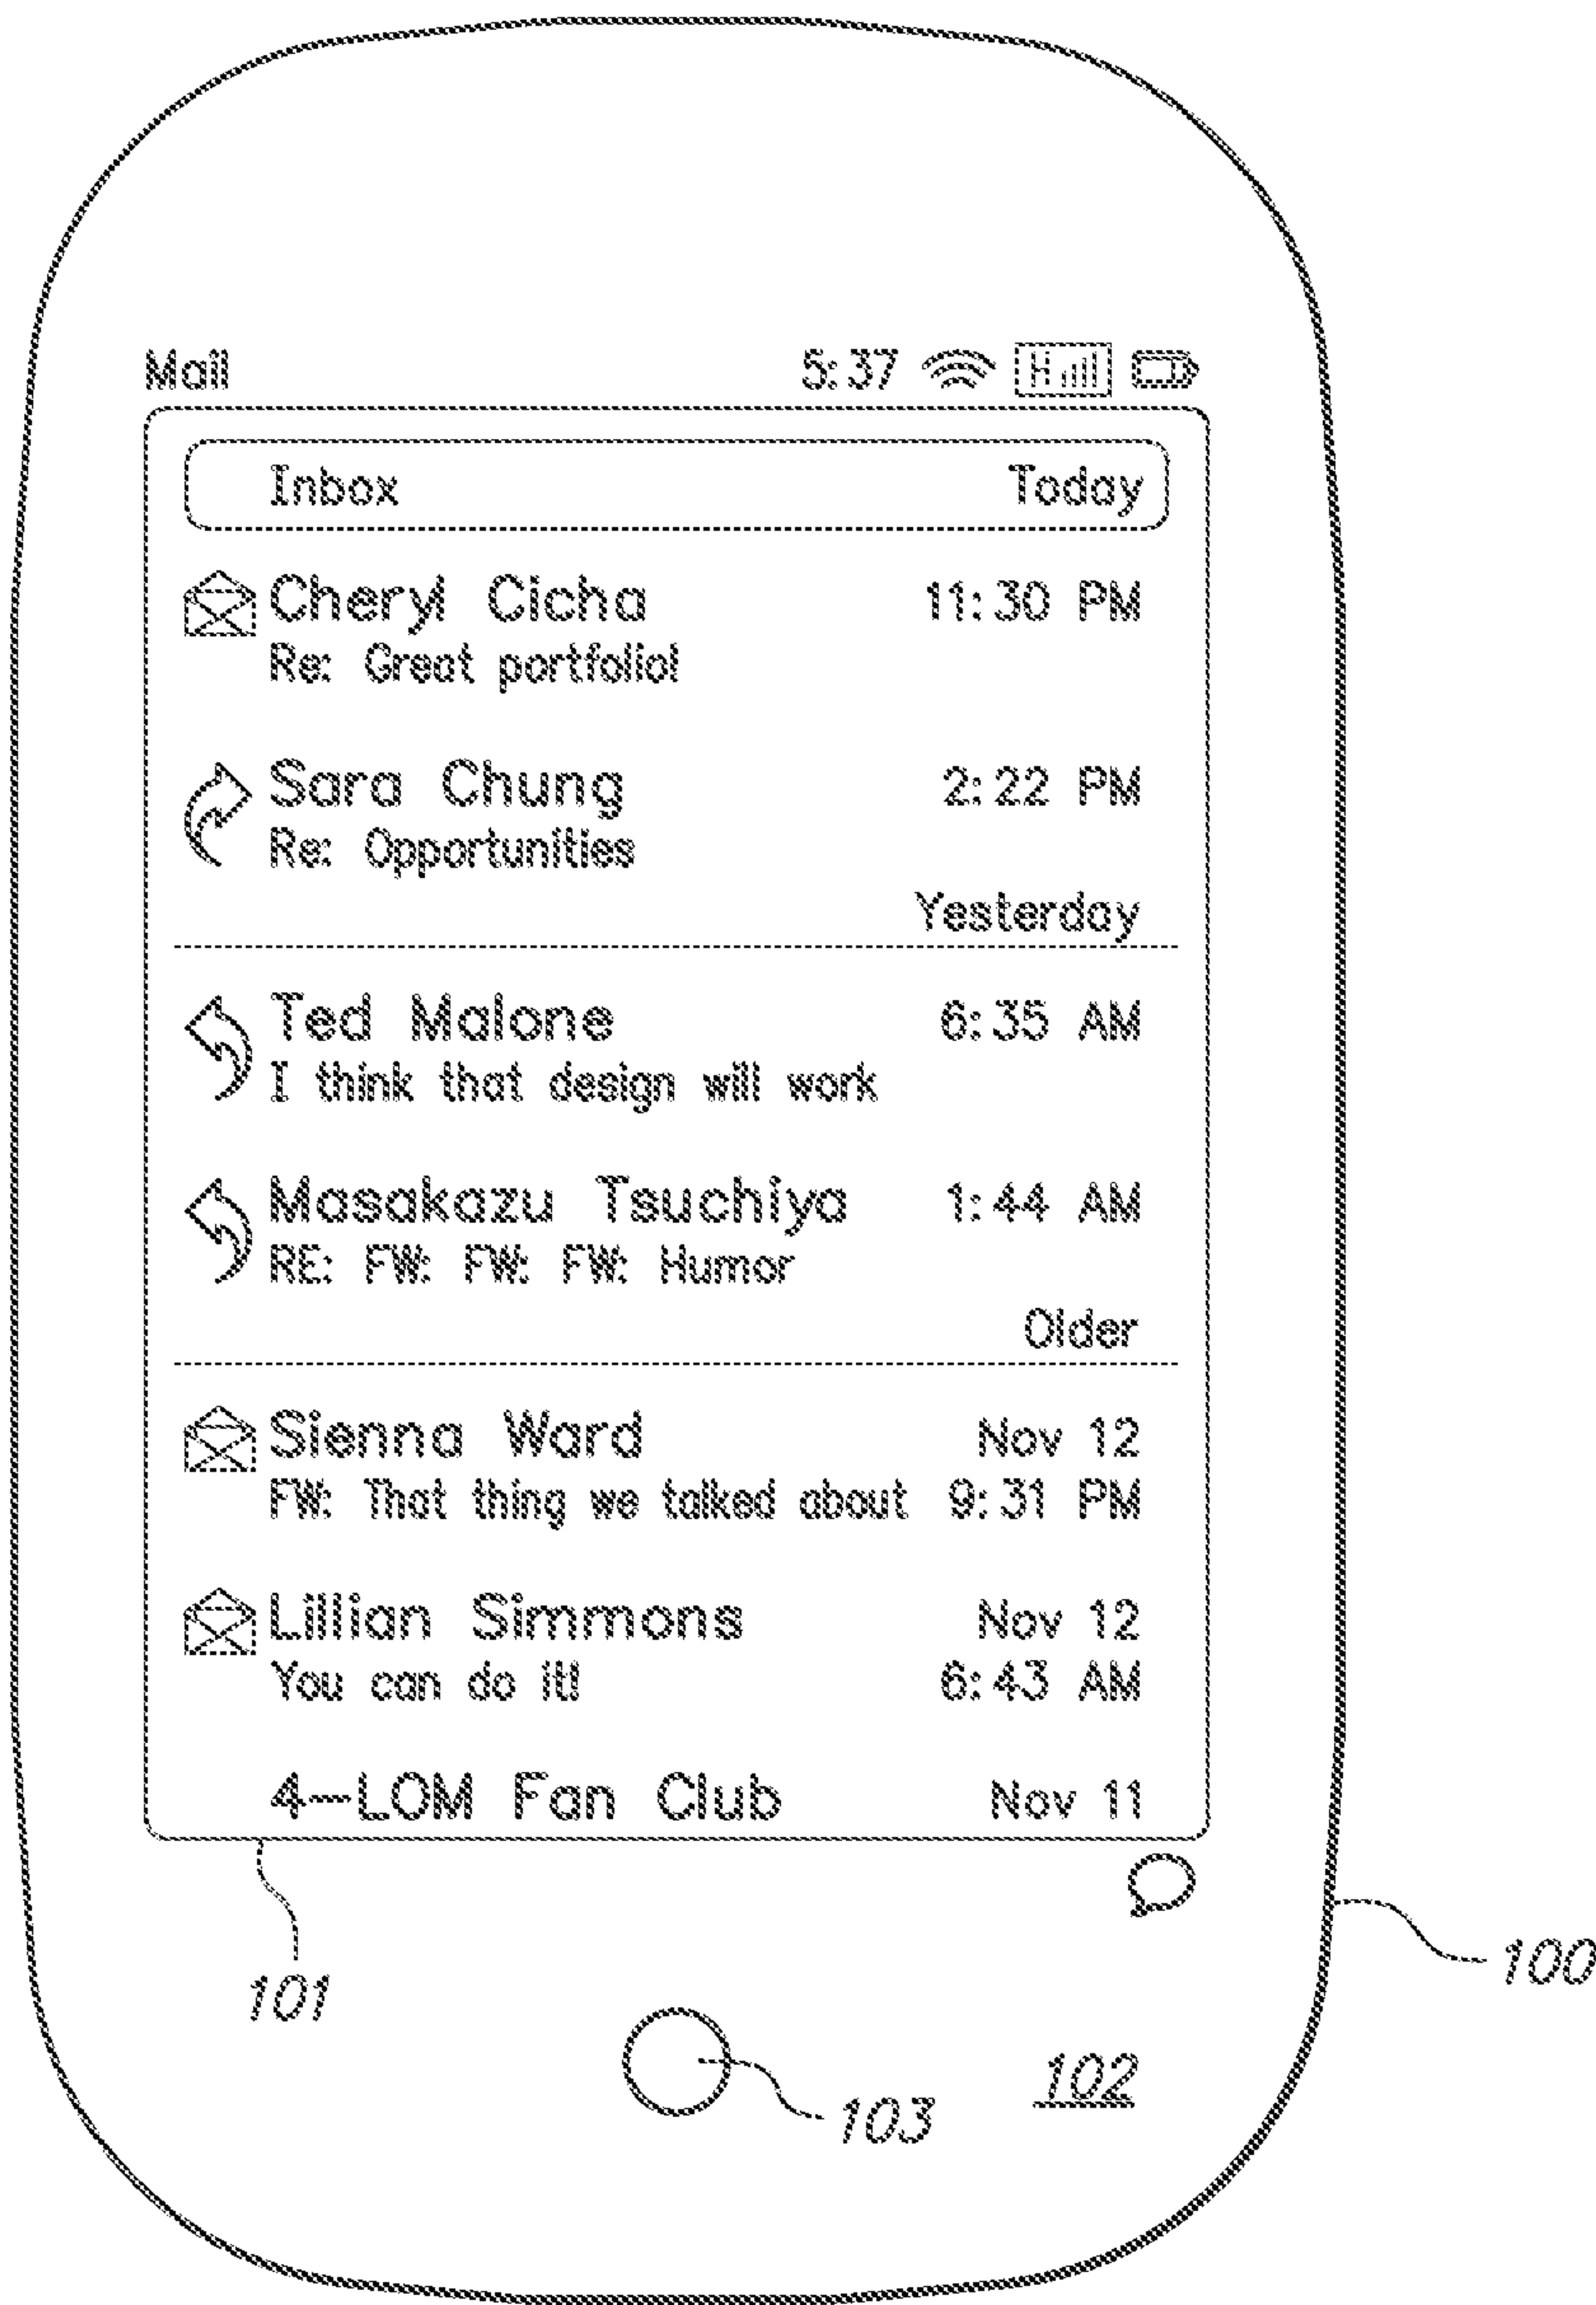 Mail 5:37 H
Inbox Today
Cheryl Cicha 11:30 PM
Re: Great portfolio!
Sara Chung 2:22 PM
Re: Opportunities
Yesterday
Ted Malone 6:35 AM
I think that design will work
Masakazu Tsuchiya 1:44 AM
RE: FW: FW: FW: Humor
Older
Sienna Ward Nov 12
FW: That thing we talked about 9:31 PM
Lillian Simmons Nov 12
You can do it! 6:43 AM
4-LOM Fan Club Nov 11
100
101
102
103